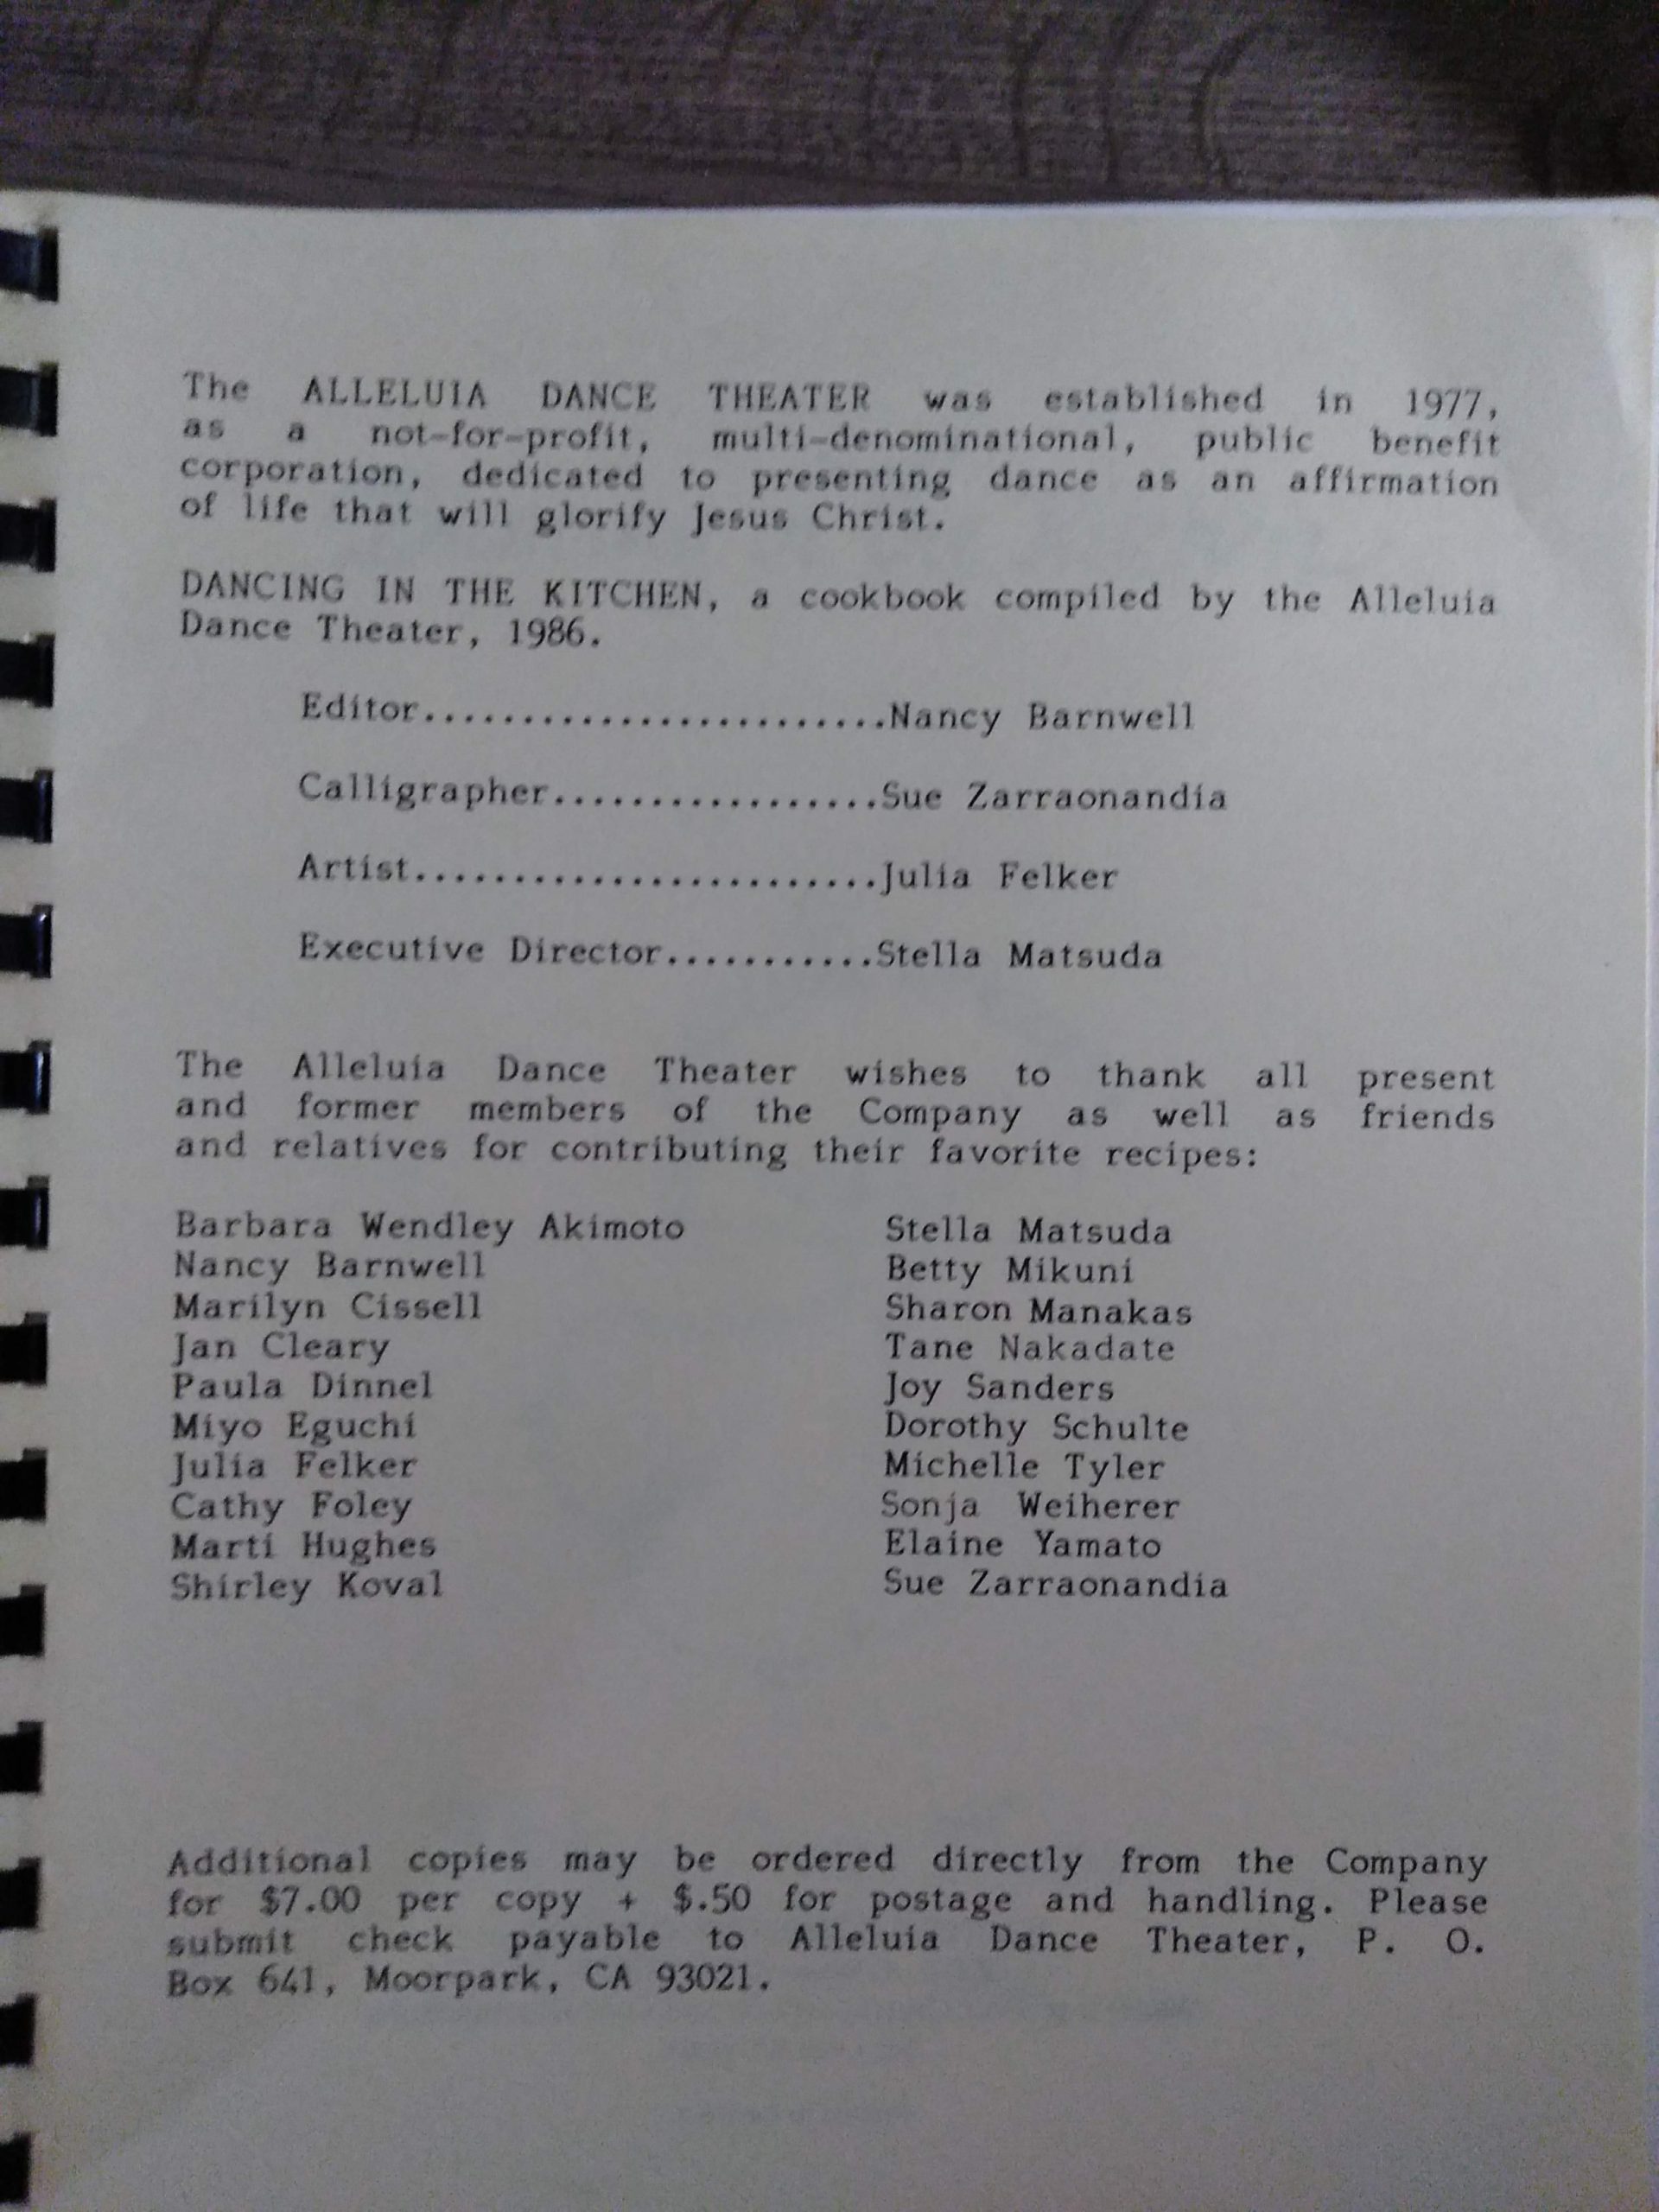 The ALLELUIA DANCE THEATER was established in 1977,
as a not-for-profit, multi-denominational, public benefit
corporation, dedicated to presenting dance as an affirmation
of life that will glorify Jesus Christ.
DANCING IN THE KITCHEN, a cookbook compiled by the Alleluia
Dance Theater, 1986.
Editor........................Nancy Barnwell
Calligrapher.................Sue Zarraonandia
Artist........................Julia Felker
Executive Director...........Stella Matsuda
The Alleluia Dance Theater wishes to thank all present
and former members of the Company as well as friends
and relatives for contributing their favorite recipes:
Barbara Wendley Akimoto
Nancy Barnwell
Marilyn Cissell
Jan Cleary
Paula Dinnel
Miyo Eguchi
Julia Felker
Cathy Foley
Marti Hughes
Shirley Koval
Stella Matsuda
Betty Mikuni
Sharon Manakas
Tane Nakadate
Joy Sanders
Dorothy Schulte
Michelle Tyler
Sonja Weiherer
Elaine Yamato
Sue Zarraonandia
Additional copies may be ordered directly from the Company
for $7.00 per copy + $.50 for postage and handling. Please
submit check payable to Alleluia Dance Theater, P. O.
Box 641, Moorpark, CA 93021.